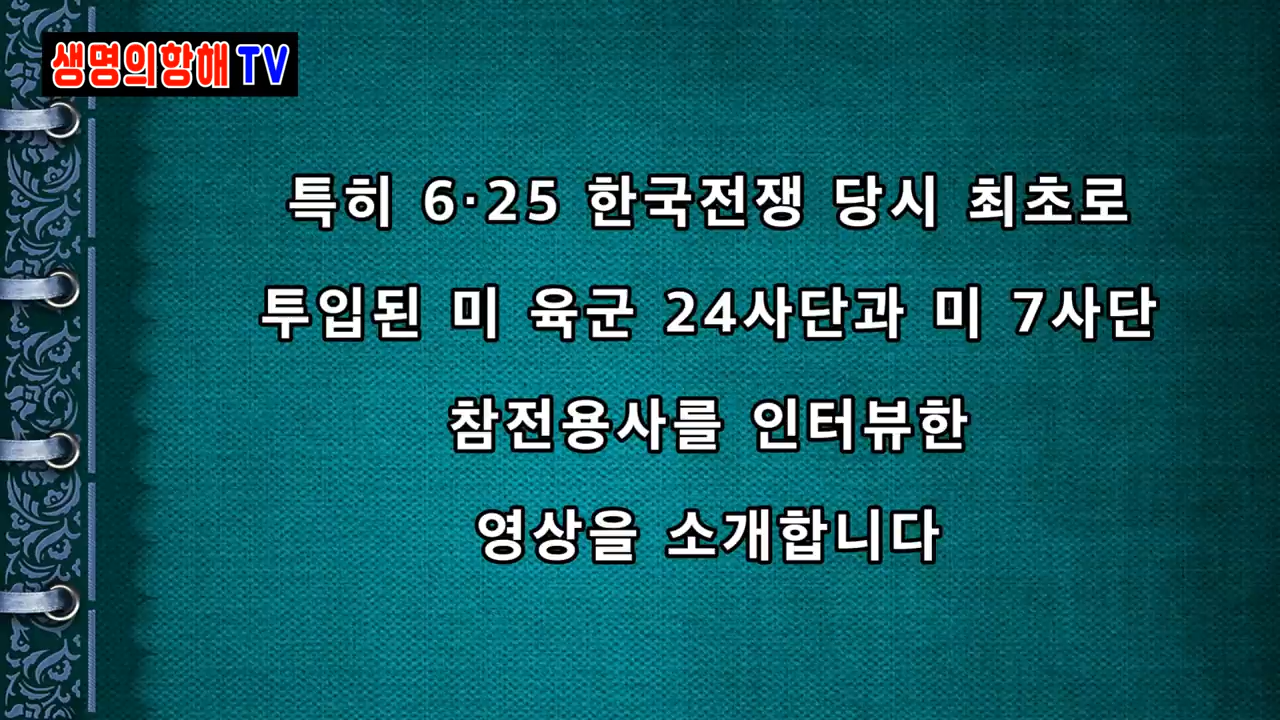 생명의항해TV
특히 6·25 한국전쟁 당시 최초로
투입된 미 육군 24사단과 미 7사단
참전용사를 인터뷰한
영상을 소개합니다